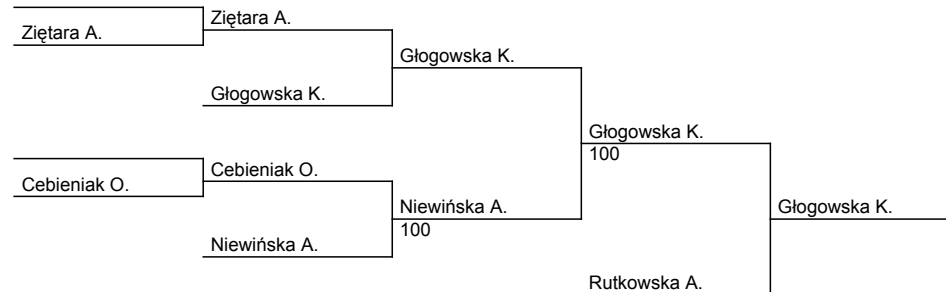 Ziętara A.
Ziętara A.
Głogowska K.
Głogowska K.
Głogowska K.
100
Cebieniak O.
Cebieniak O.
Niewińska A.
100
Głogowska K.
Niewińska A.
Rutkowska A.